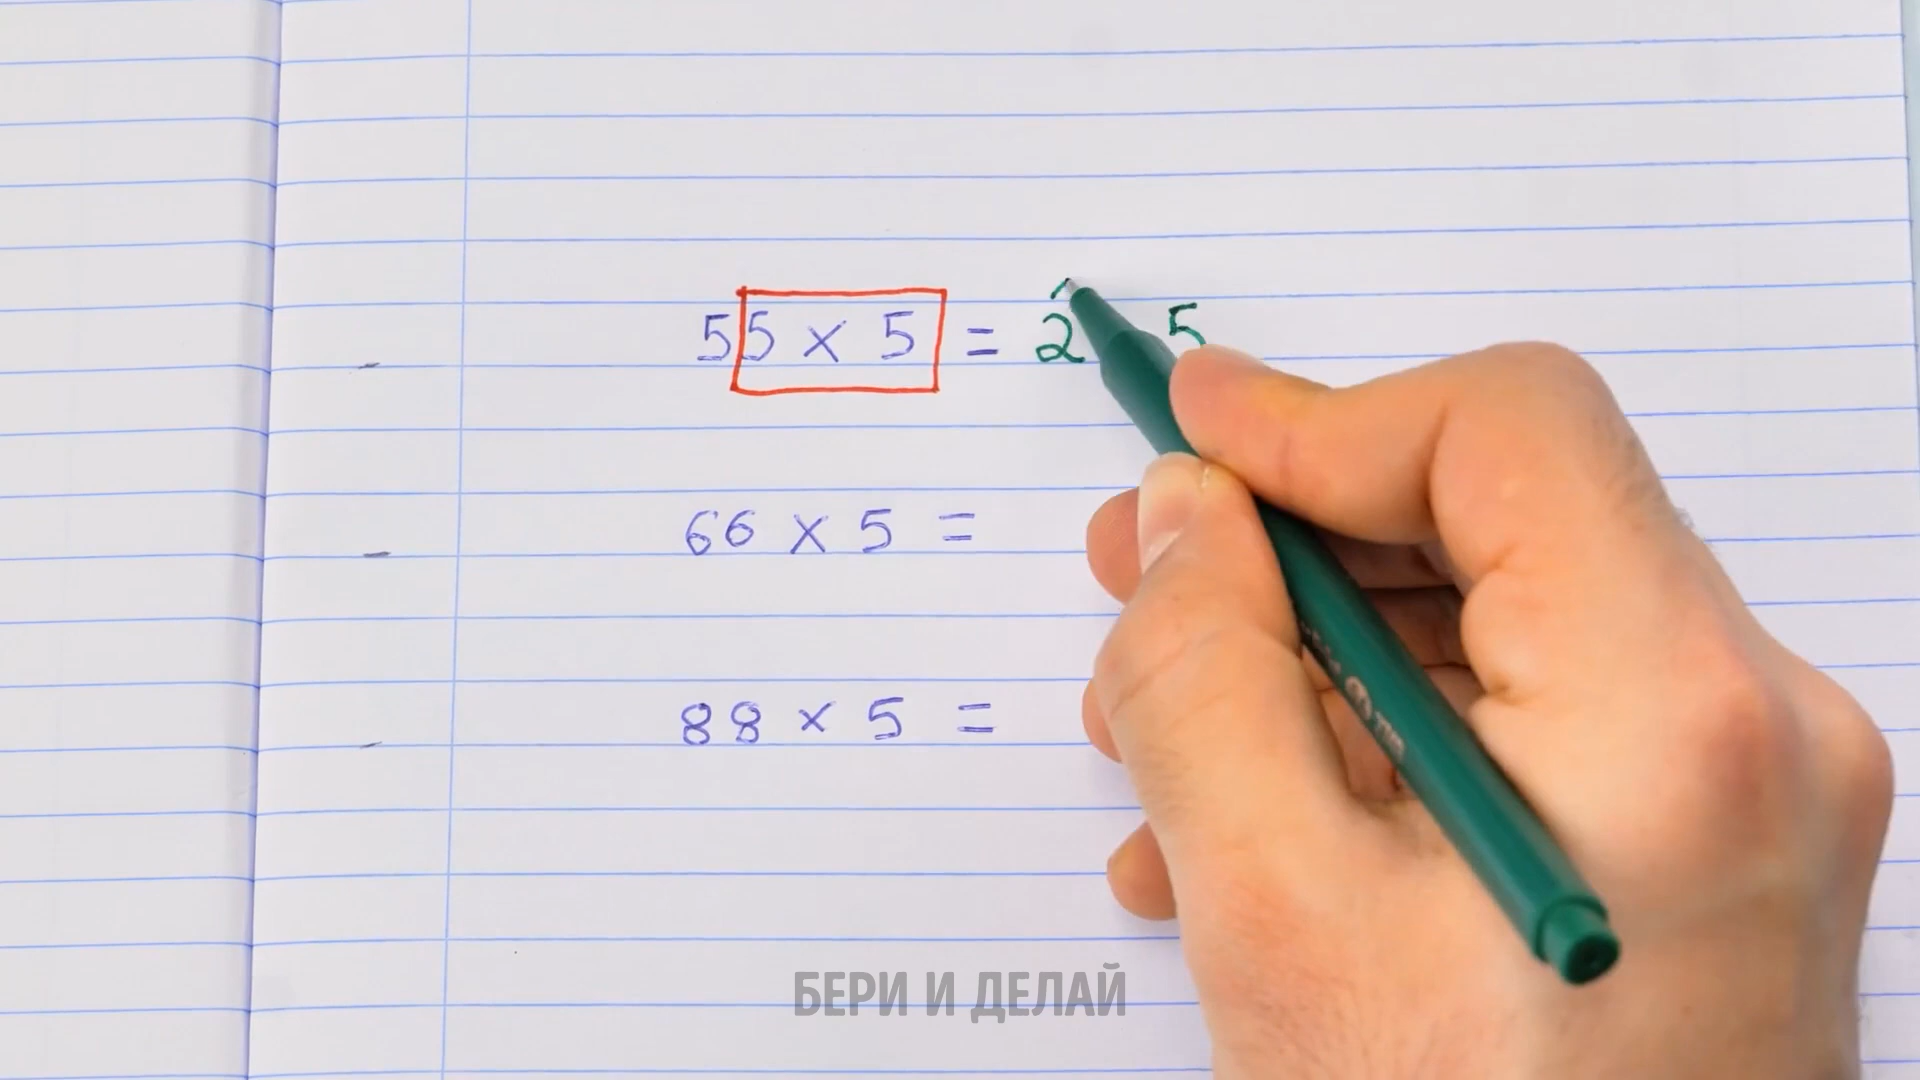 55 x 5 = 2 5
66 x 5 =
88 x 5 =
БЕРИ И ДЕЛАЙ